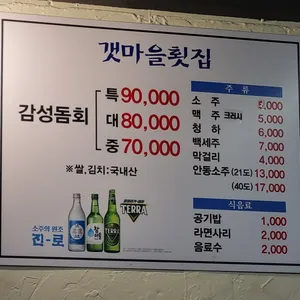 갯마을횟집
감성돔회
특 90,000
대 80,000
중 70,000
※쌀,김치:국내산
소주의 원조
진-로
TERRA
주 류
소 주 5,000
맥 주 크러시 5,000
청 하 6,000
백세주 7,000
막걸리 4,000
안동소주 (21도) 13,000
(40도) 17,000
식음료
공기밥 1,000
라면사리 2,000
음료수 2,000